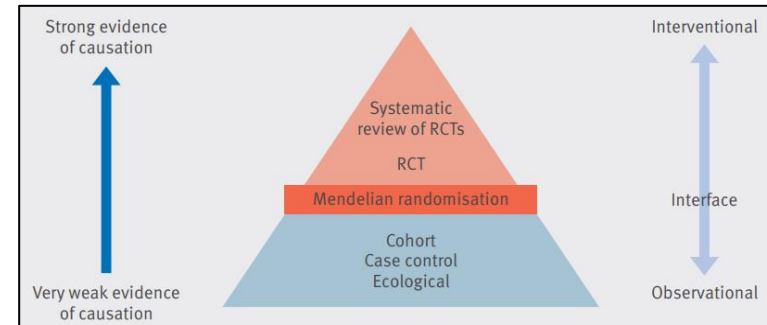 Strong evidence
of causation
Very weak evidence
of causation
Systematic
review of RCTs
RCT
Mendelian randomisation
Cohort
Case control
Ecological
Interventional
Interface
Observational